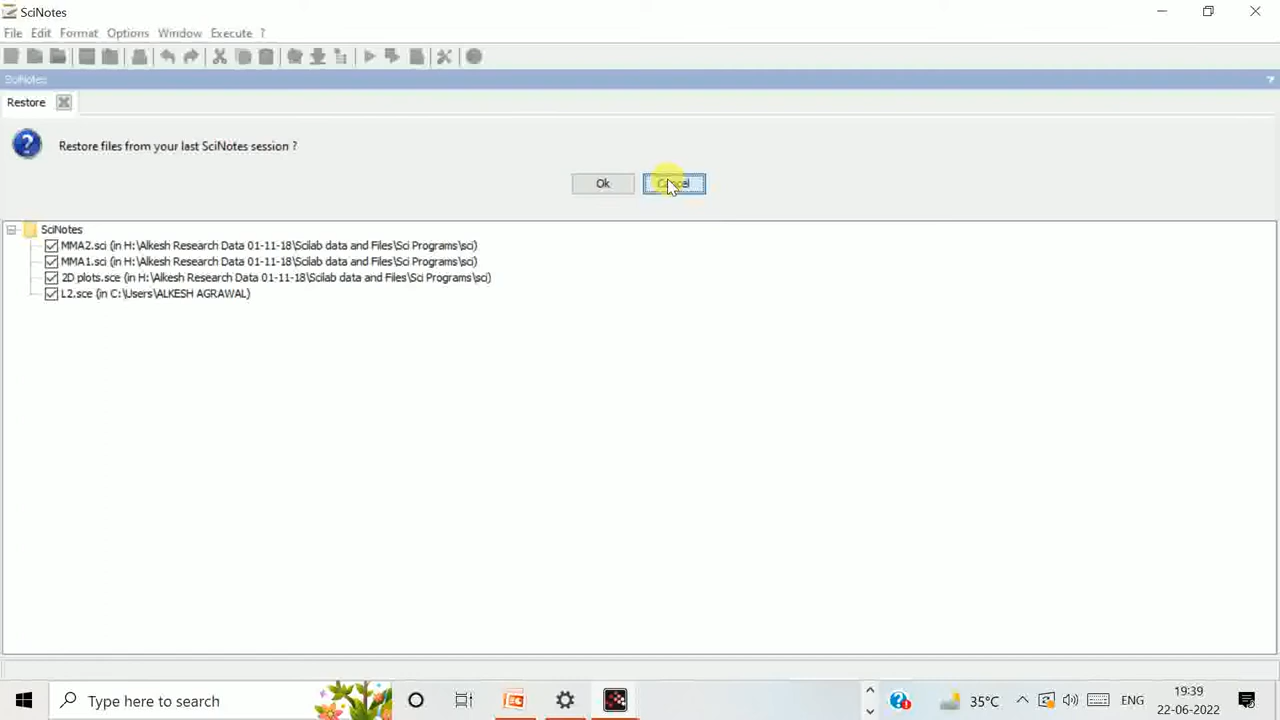 SciNotes
File Edit Format Options Window Execute ?
SciNotes ?
Restore
Restore files from your last SciNotes session ?
Ok Cancel
SciNotes
MMA2.sci (in H:\Alkesh Research Data 01-11-18\Scilab data and Files\Sci Programs\sci)
MMA1.sci (in H:\Alkesh Research Data 01-11-18\Scilab data and Files\Sci Programs\sci)
2D plots.sce (in H:\Alkesh Research Data 01-11-18\Scilab data and Files\Sci Programs\sci)
L2.sce (in C:\Users\ALKESH AGRAWAL)
Type here to search
35°C
ENG
19:39
22-06-2022